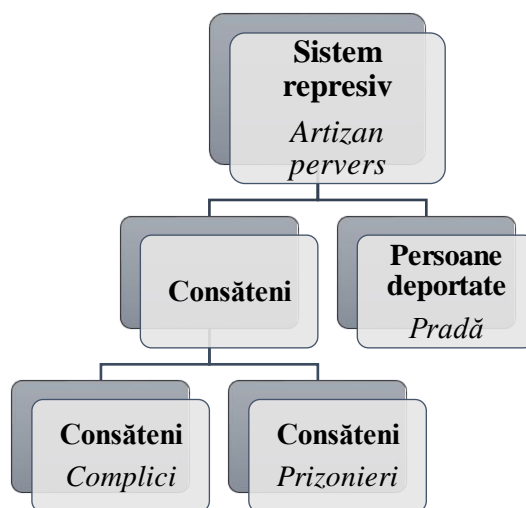 Sistem
represiv
Artizan
pervers
Consăteni
Persoane
deportate
Pradă
Consăteni
Complici
Consăteni
Prizonieri